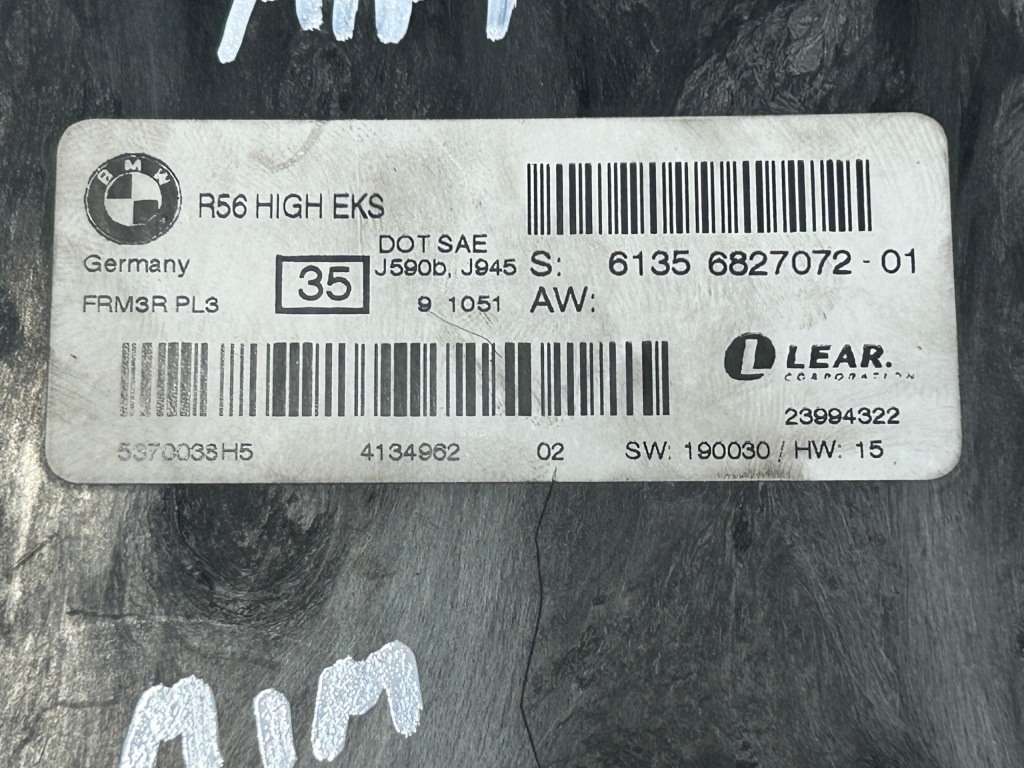 BMW
R56 HIGH EKS
Germany
FRM3R PL3
35
DOT SAE
J590b, J945
9 1051
S: 6135 6827072 - 01
AW:
LEAR.
CORPORATION
23994322
5370038H5 4134962 02 SW: 190030 / HW: 15